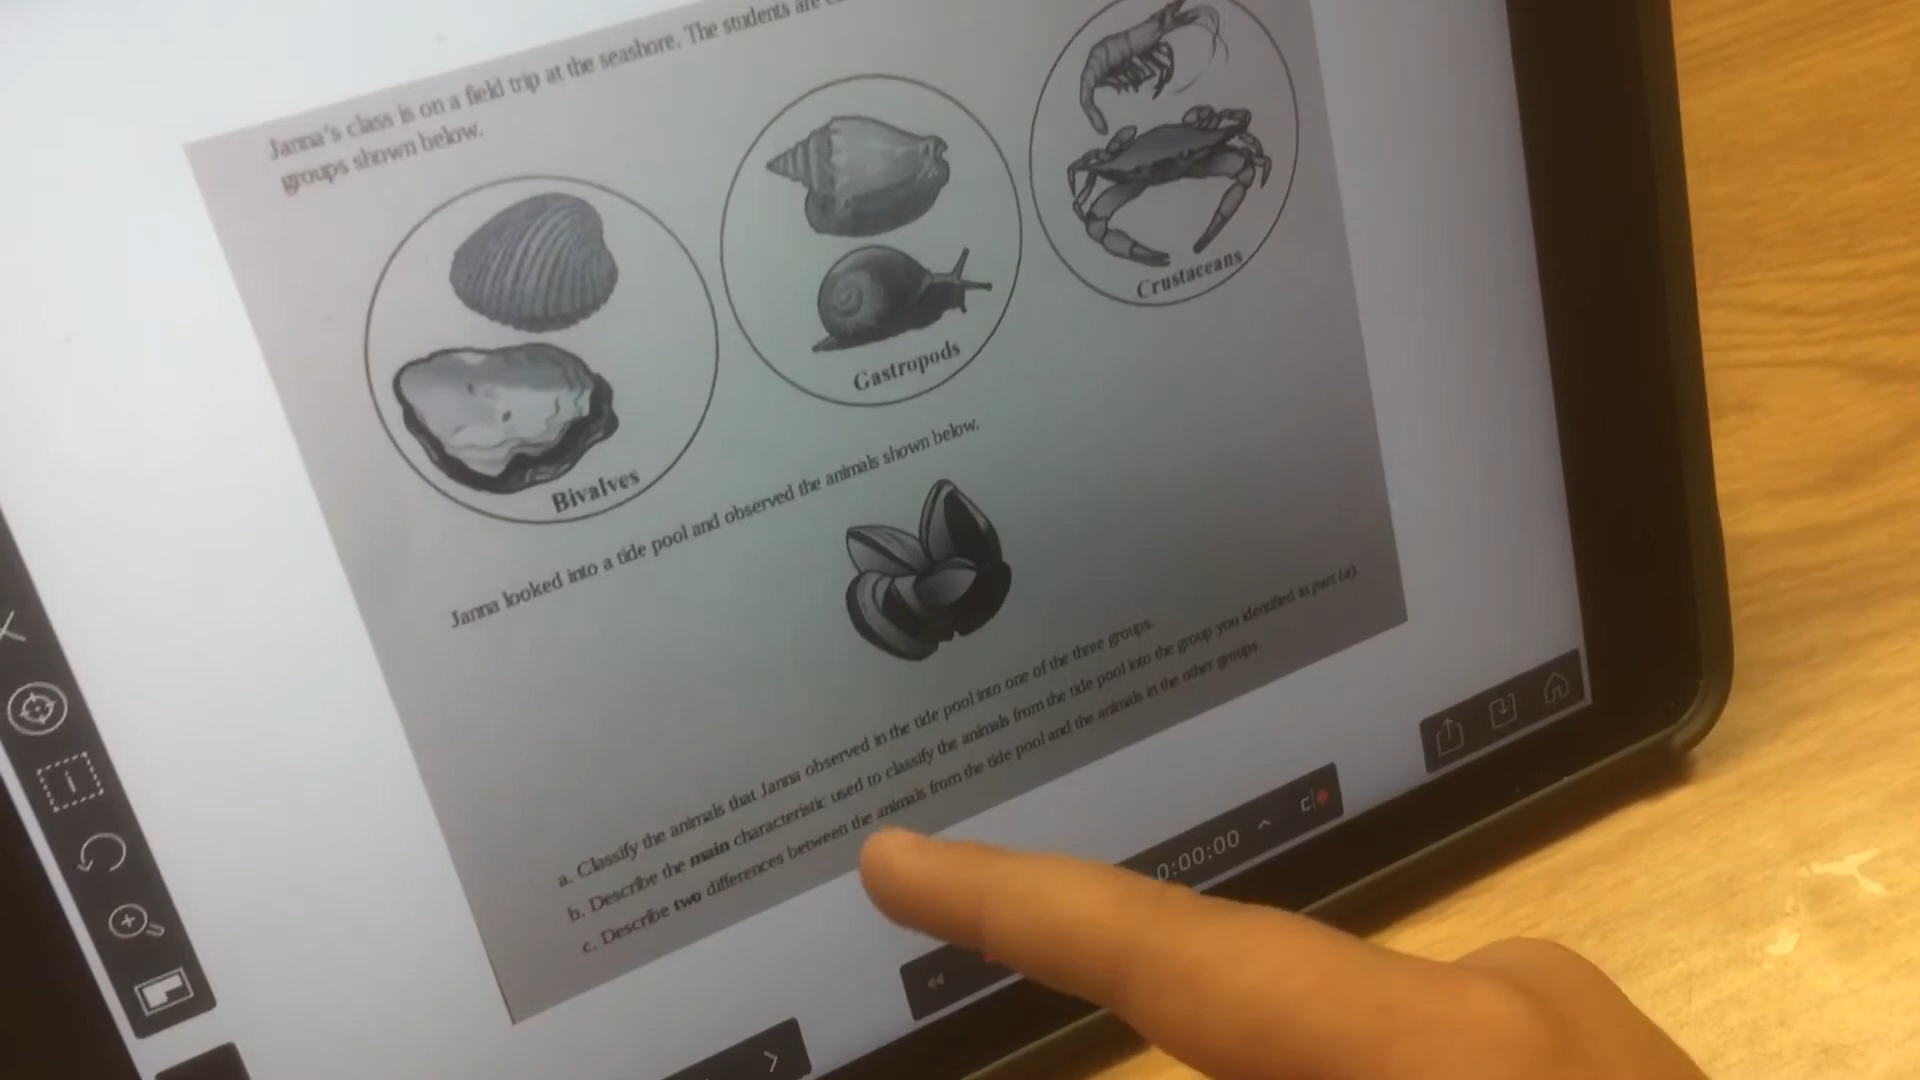 Janna's class is on a field trip at the seashore. The students are
groups shown below.
Bivalves
Gastropods
Crustaceans
Janna looked into a tide pool and observed the animals shown below.
a. Classify the animals that Janna observed in the tide pool into one of the three groups.
b. Describe the main characteristic used to classify the animals from the tide pool into the group you identified in part (a).
c. Describe two differences between the animals from the tide pool and the animals in the other groups.
0:00:00